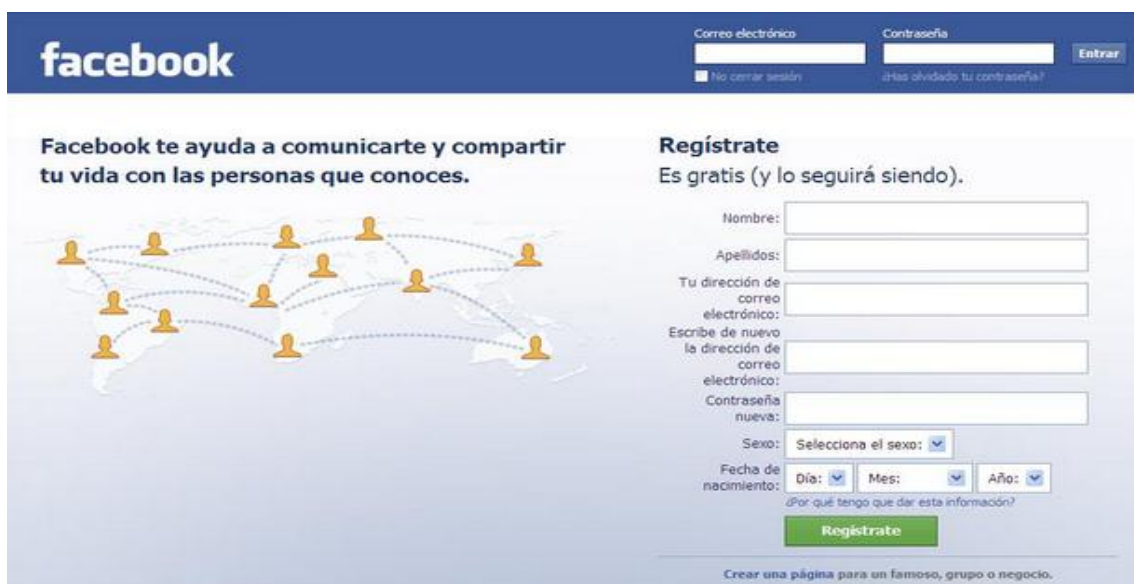 facebook
Correo electrónico
Contraseña
Entrar
No cerrar sesión
¿Has olvidado tu contraseña?
Facebook te ayuda a comunicarte y compartir
tu vida con las personas que conoces.
Regístrate
Es gratis (y lo seguirá siendo).
Nombre:
Apellidos:
Tu dirección de
correo
electrónico:
Escribe de nuevo
la dirección de
correo
electrónico:
Contraseña
nueva:
Sexo:
Selecciona el sexo:
Fecha de
nacimiento:
Día:
Mes:
Año:
¿Por qué tengo que dar esta información?
Regístrate
Crear una página para un famoso, grupo o negocio.